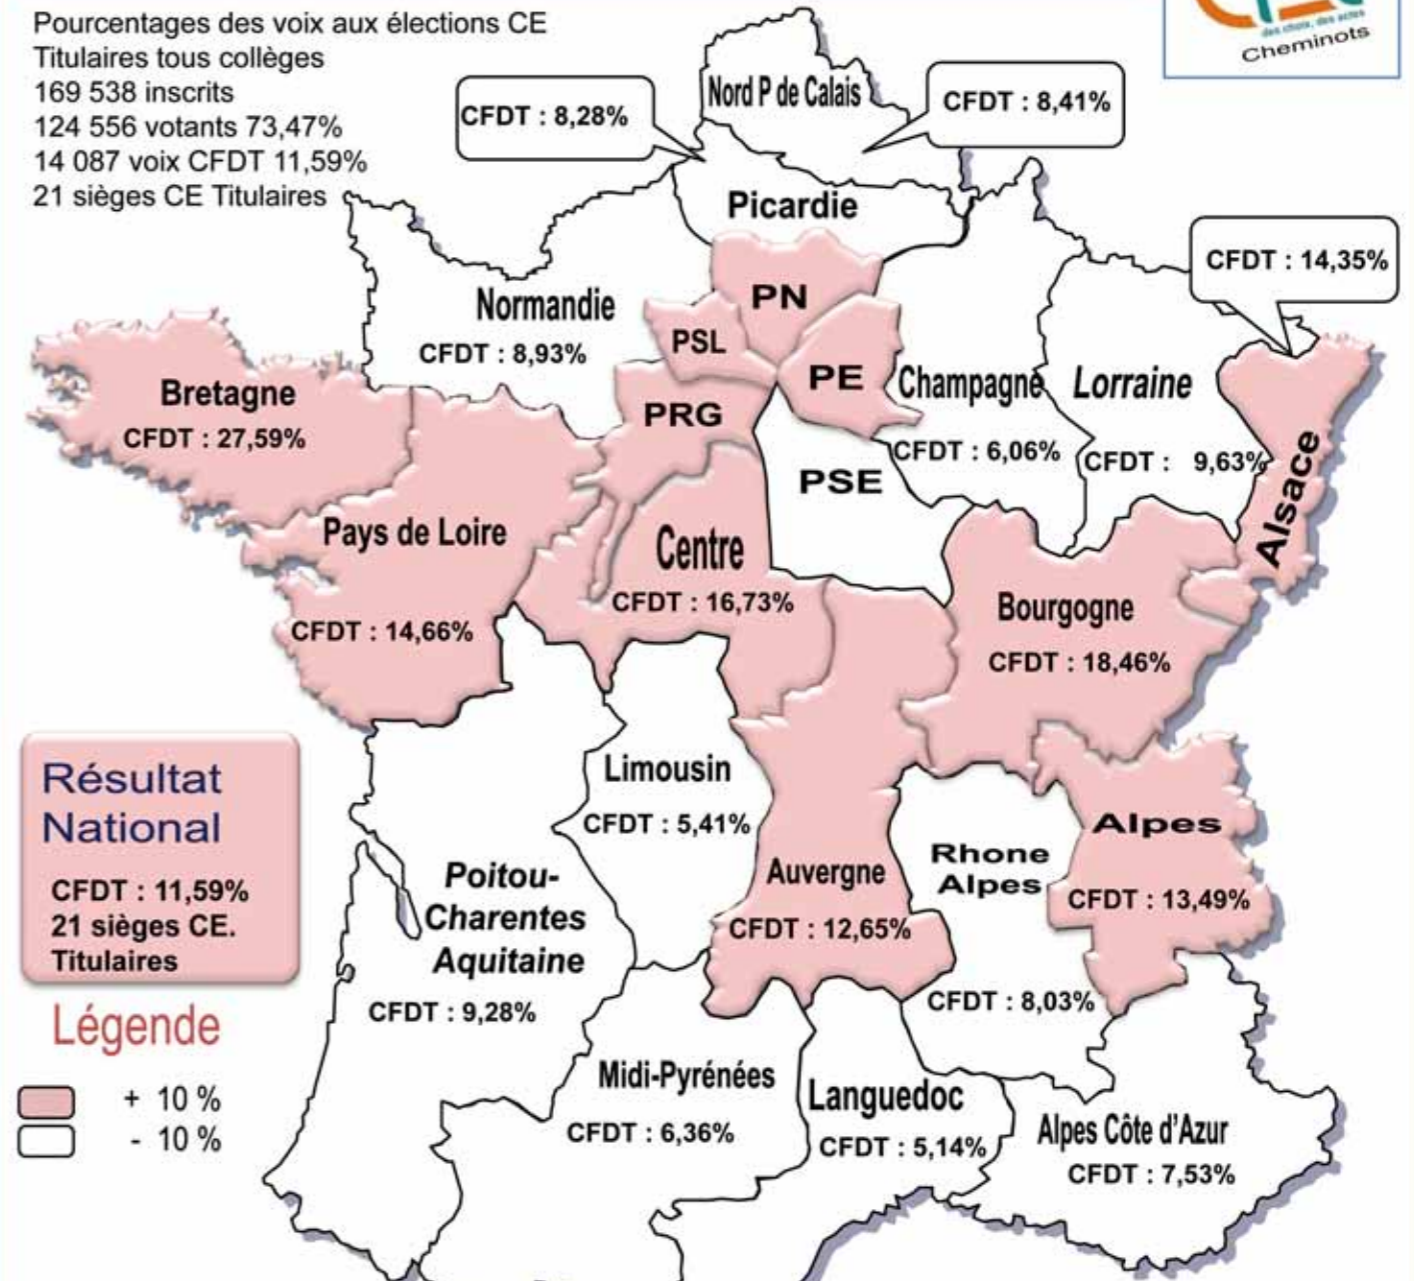 Pourcentages des voix aux élections CE
Titulaires tous collèges
169 538 inscrits
124 556 votants 73,47%
14 087 voix CFDT 11,59%
21 sièges CE Titulaires
des choix, des actes
Cheminots
Nord P de Calais
CFDT : 8,28%
CFDT : 8,41%
Picardie
CFDT : 14,35%
Normandie
CFDT : 8,93%
PN
PSL
PE
PRG
PSE
Champagne
CFDT : 6,06%
Lorraine
CFDT : 9,63%
Alsace
Bretagne
CFDT : 27,59%
Pays de Loire
CFDT : 14,66%
Centre
CFDT : 16,73%
Bourgogne
CFDT : 18,46%
Limousin
CFDT : 5,41%
Auvergne
CFDT : 12,65%
Rhone
Alpes
CFDT : 8,03%
Alpes
CFDT : 13,49%
Poitou-
Charentes
Aquitaine
CFDT : 9,28%
Midi-Pyrénées
CFDT : 6,36%
Languedoc
CFDT : 5,14%
Alpes Côte d'Azur
CFDT : 7,53%
Résultat
National
CFDT : 11,59%
21 sièges CE.
Titulaires
Légende
+ 10 %
- 10 %